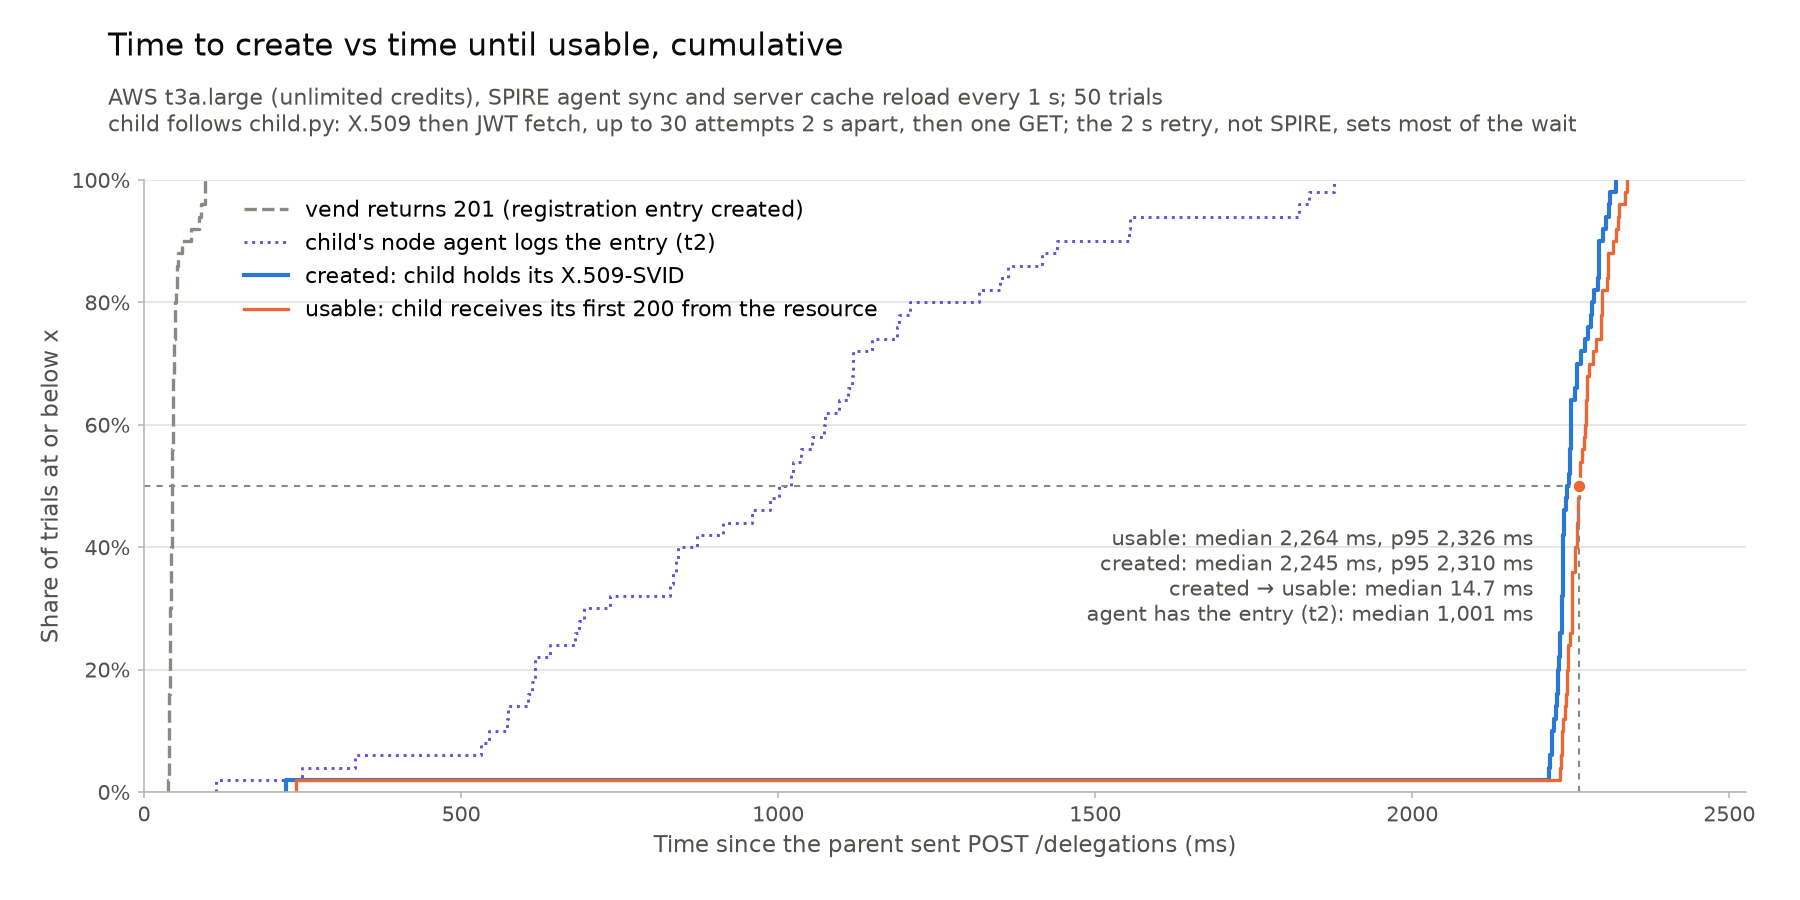 Time to create vs time until usable, cumulative
AWS t3a.large (unlimited credits), SPIRE agent sync and server cache reload every 1 s; 50 trials
child follows child.py: X.509 then JWT fetch, up to 30 attempts 2 s apart, then one GET; the 2 s retry, not SPIRE, sets most of the wait
100%
80%
60%
40%
20%
0%
Share of trials at or below x
vend returns 201 (registration entry created)
child's node agent logs the entry (t2)
created: child holds its X.509-SVID
usable: child receives its first 200 from the resource
usable: median 2,264 ms, p95 2,326 ms
created: median 2,245 ms, p95 2,310 ms
created → usable: median 14.7 ms
agent has the entry (t2): median 1,001 ms
0
500
1000
1500
2000
2500
Time since the parent sent POST /delegations (ms)